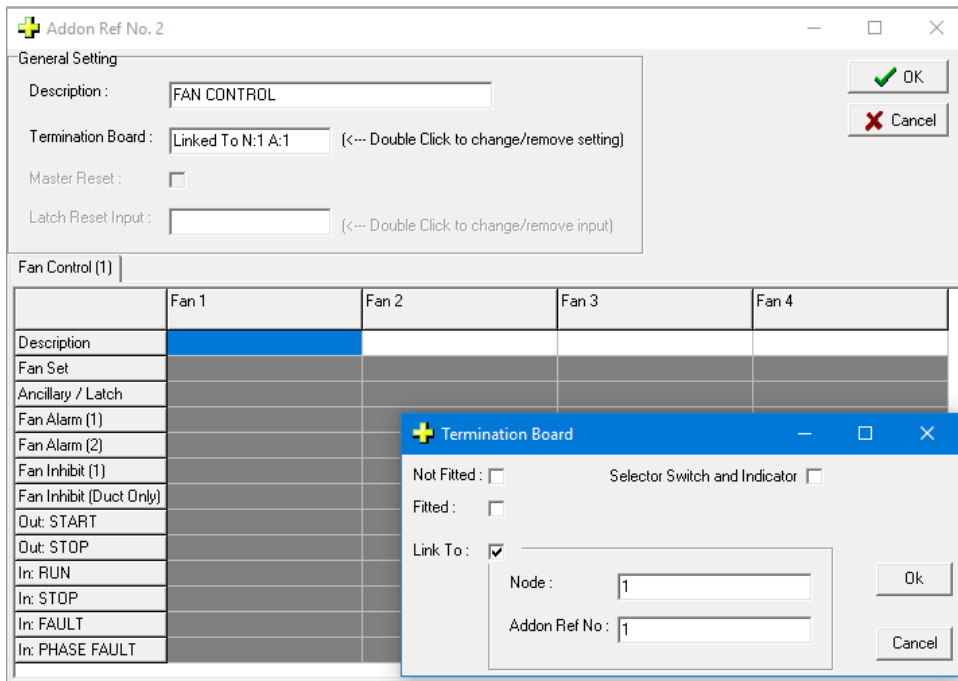 Addon Ref No. 2
General Setting
Description : FAN CONTROL
OK
Termination Board : Linked To N:1 A:1 (<--- Double Click to change/remove setting)
Cancel
Master Reset :
Latch Reset Input : (<--- Double Click to change/remove input)
Fan Control (1)
Fan 1 Fan 2 Fan 3 Fan 4
Description
Fan Set
Ancillary / Latch
Fan Alarm (1)
Fan Alarm (2)
Fan Inhibit (1)
Fan Inhibit (Duct Only)
Out: START
Out: STOP
In: RUN
In: STOP
In: FAULT
In: PHASE FAULT
Termination Board
Not Fitted : Selector Switch and Indicator
Fitted :
Link To :
Node : 1
Ok
Addon Ref No : 1
Cancel